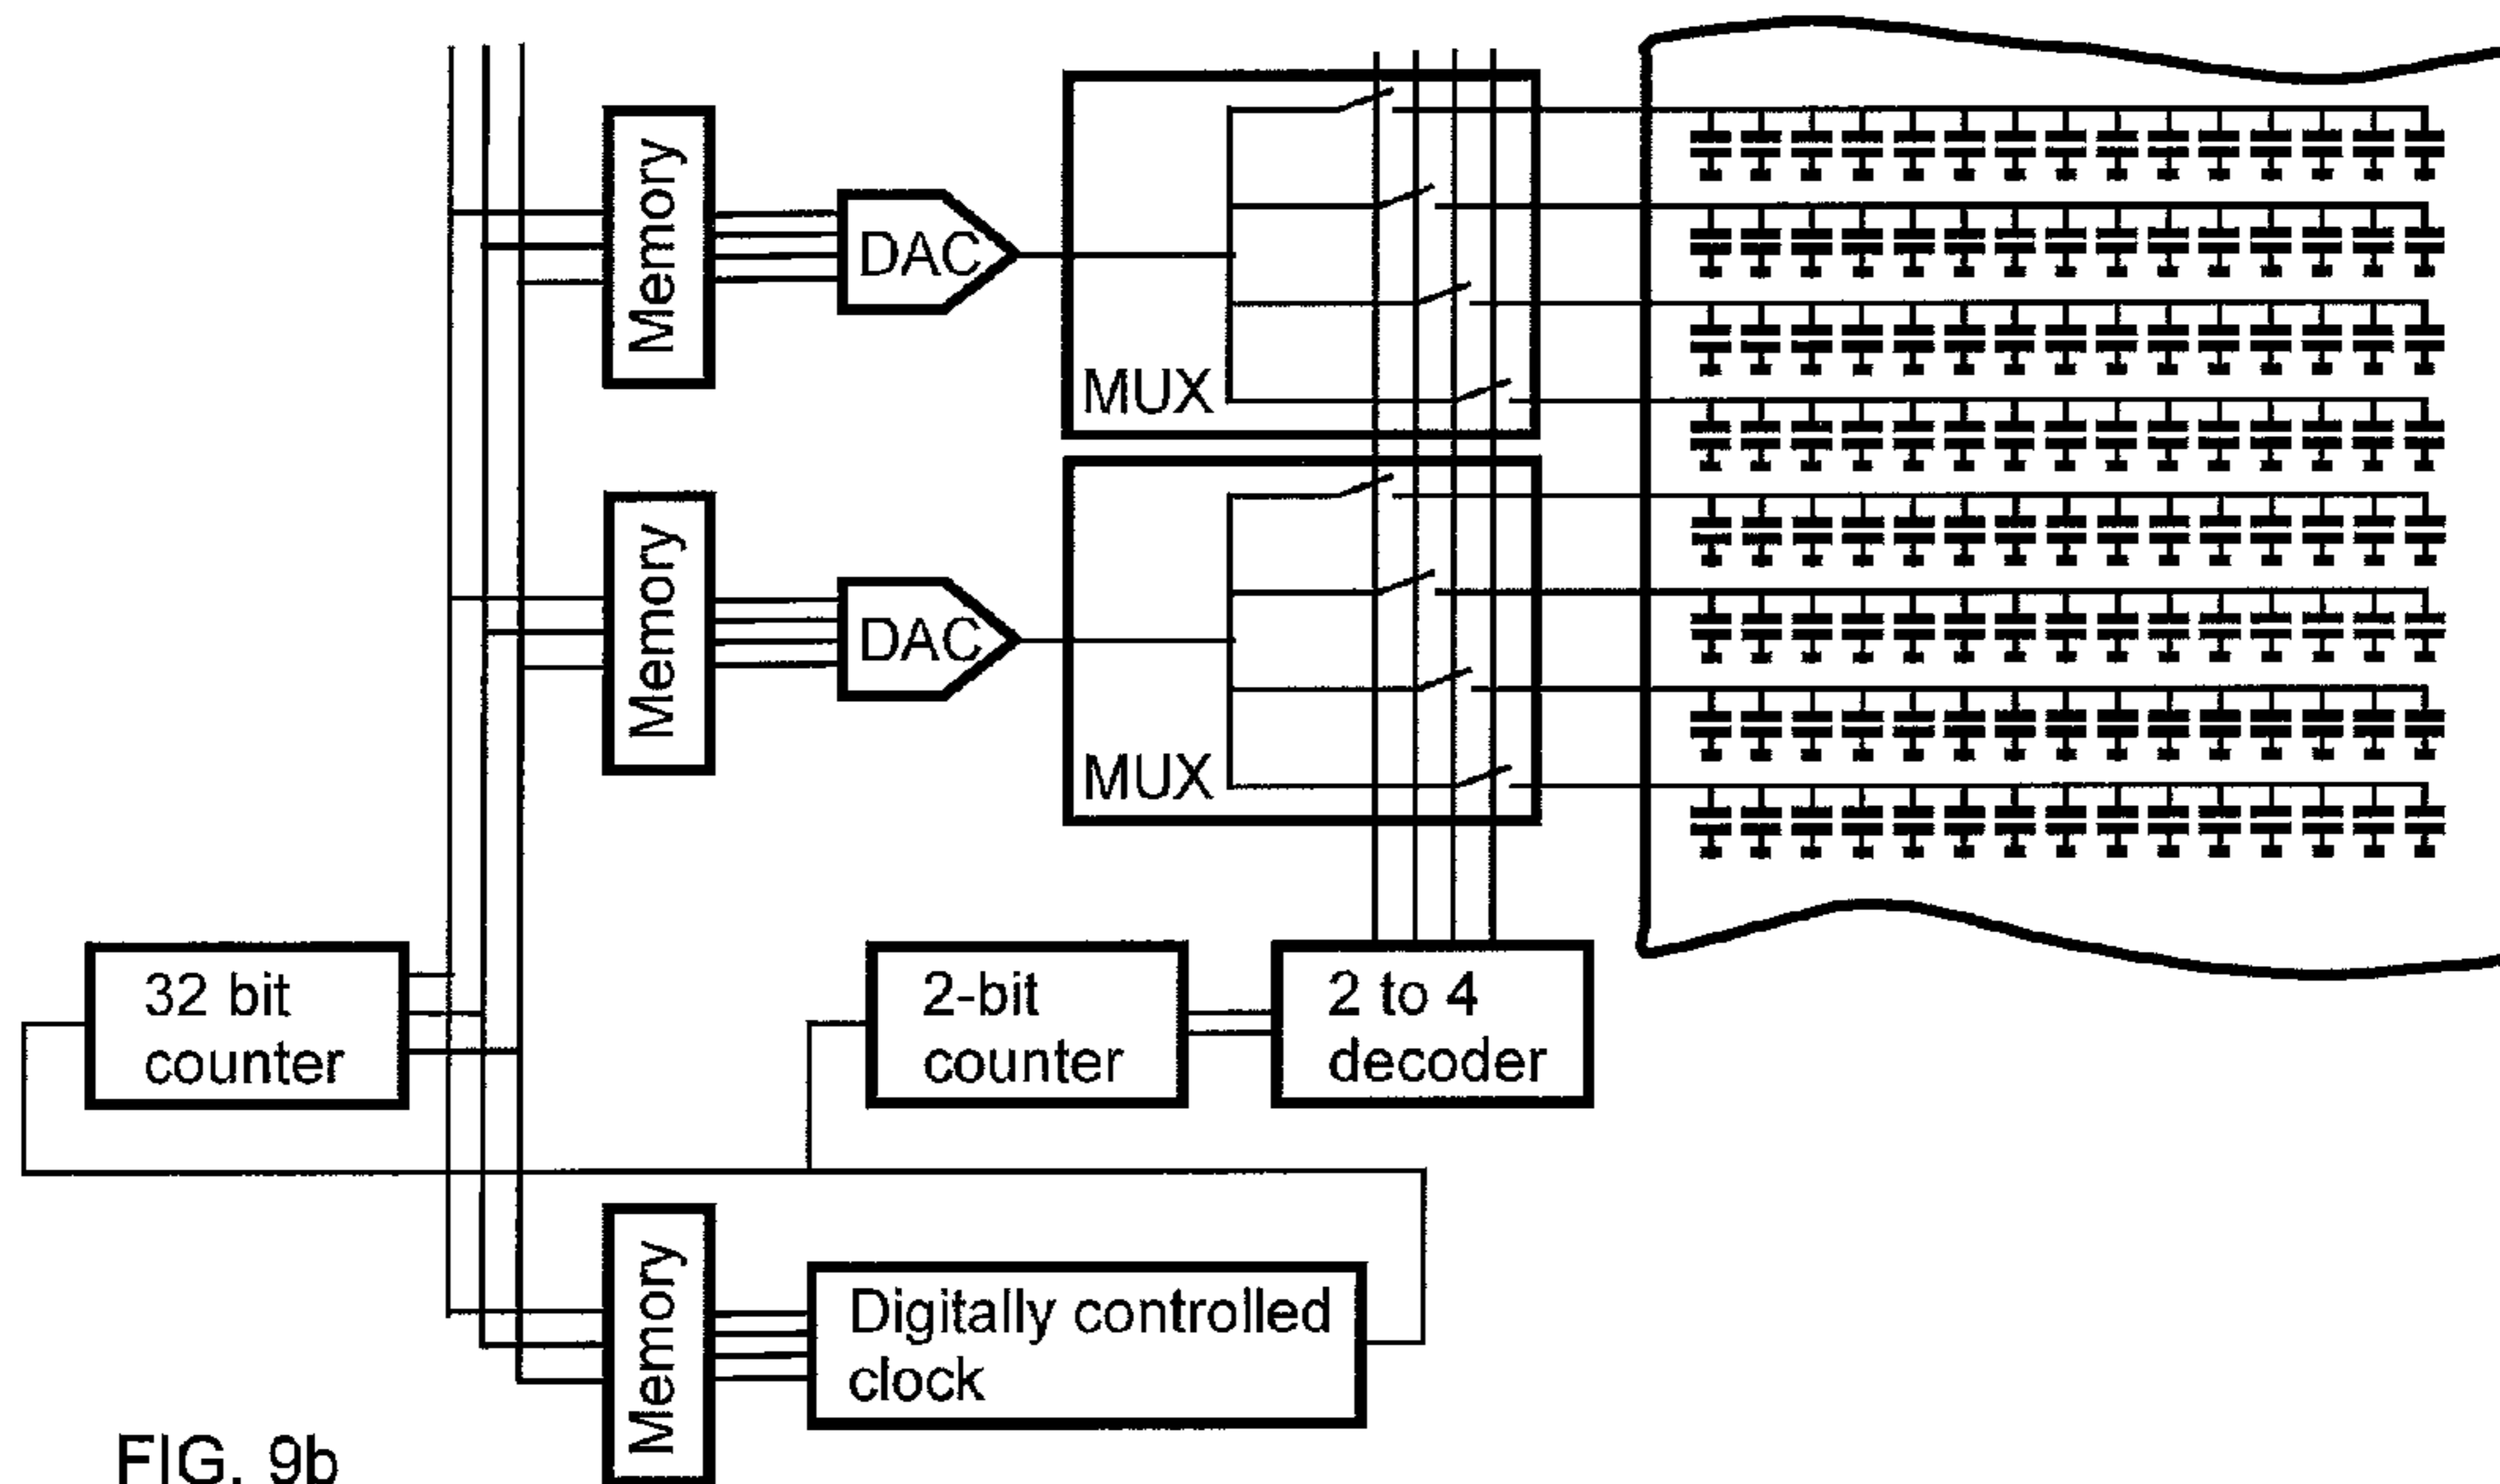 Memory
DAC
MUX
Memory
DAC
MUX
32 bit
counter
2-bit
counter
2 to 4
decoder
Memory
Digitally controlled
clock
FIG. 9b